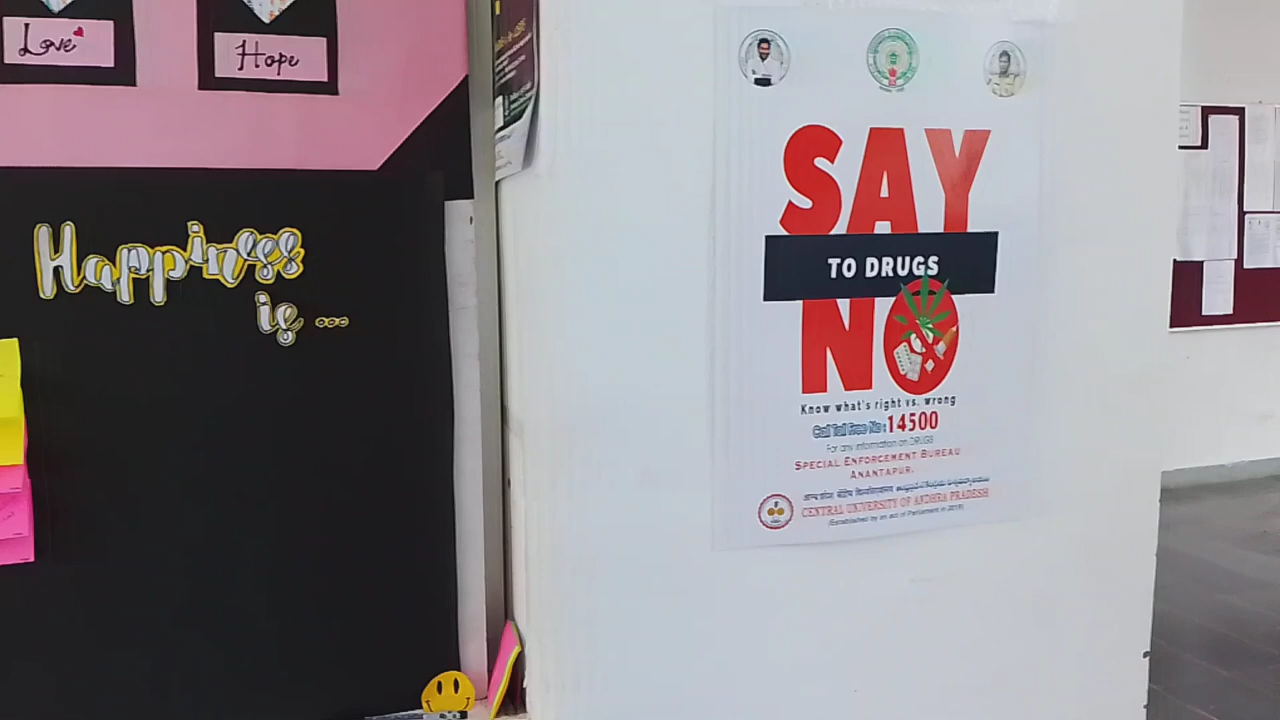 Love
Hope
Happiness
is ...
SAY
TO DRUGS
NO
Know what's right vs. wrong
Call Toll Free No : 14500
For any information on DRUGS
SPECIAL ENFORCEMENT BUREAU
ANANTAPUR.
CENTRAL UNIVERSITY OF ANDHRA PRADESH
(Established by an act of Parliament in 2019)